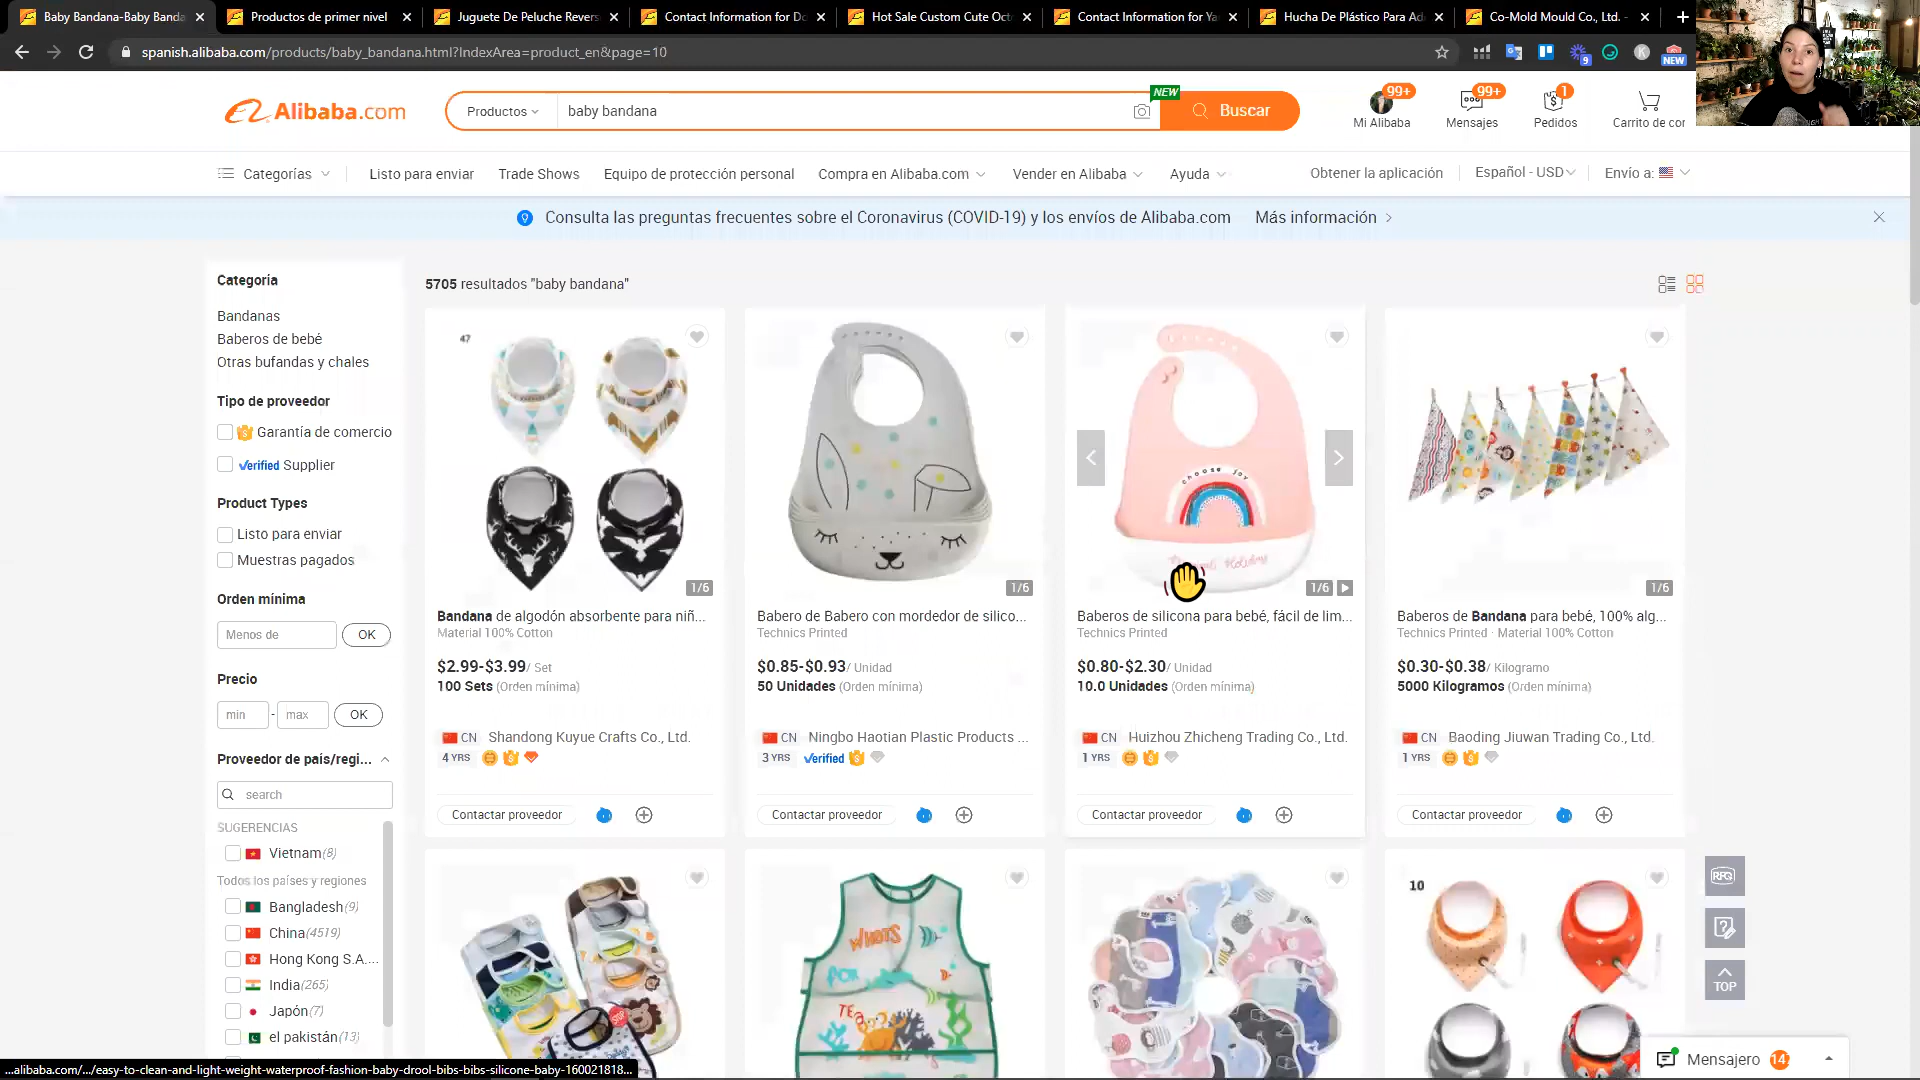 Baby Bandana-Baby Banda
Productos de primer nivel
Juguete De Peluche Revers
Contact Information for Do
Hot Sale Custom Cute Oct
Contact Information for Ya
Hucha De Plástico Para Ad
Co-Mold Mould Co., Ltd. -
spanish.alibaba.com/products/baby_bandana.html?IndexArea=product_en&page=10
9
K
NEW
Alibaba.com
Productos
baby bandana
NEW
Buscar
99+
Mi Alibaba
99+
Mensajes
1
Pedidos
Carrito de cor
Categorías
Listo para enviar
Trade Shows
Equipo de protección personal
Compra en Alibaba.com
Vender en Alibaba
Ayuda
Obtener la aplicación
Español - USD
Envío a:
Consulta las preguntas frecuentes sobre el Coronavirus (COVID-19) y los envíos de Alibaba.com
Más información
Categoría
Bandanas
Baberos de bebé
Otras bufandas y chales
Tipo de proveedor
Garantía de comercio
Verified Supplier
Product Types
Listo para enviar
Muestras pagados
Orden mínima
Menos de
OK
Precio
min
-
max
OK
Proveedor de país/regi...
search
SUGERENCIAS
Vietnam(8)
Todos los países y regiones
Bangladesh(9)
China(4519)
Hong Kong S.A....
India(265)
Japón(7)
el pakistán(13)
5705 resultados "baby bandana"
47
1/6
Bandana de algodón absorbente para niñ...
Material 100% Cotton
$2.99-$3.99/ Set
100 Sets (Orden mínima)
CN Shandong Kuyue Crafts Co., Ltd.
4 YRS
Contactar proveedor
1/6
Babero de Babero con mordedor de silico...
Technics Printed
$0.85-$0.93/ Unidad
50 Unidades (Orden mínima)
CN Ningbo Haotian Plastic Products ...
3 YRS Verified
Contactar proveedor
choose joy
Holiday
1/6
Baberos de silicona para bebé, fácil de lim...
Technics Printed
$0.80-$2.30/ Unidad
10.0 Unidades (Orden mínima)
CN Huizhou Zhicheng Trading Co., Ltd.
1 YRS
Contactar proveedor
1/6
Baberos de Bandana para bebé, 100% alg...
Technics Printed · Material 100% Cotton
$0.30-$0.38/ Kilogramo
5000 Kilogramos (Orden mínima)
CN Baoding Jiuwan Trading Co., Ltd.
1 YRS
Contactar proveedor
STOP
10
RFQ
TOP
Mensajero
14
...alibaba.com/.../easy-to-clean-and-light-weight-waterproof-fashion-baby-drool-bibs-bibs-silicone-baby-160021818...